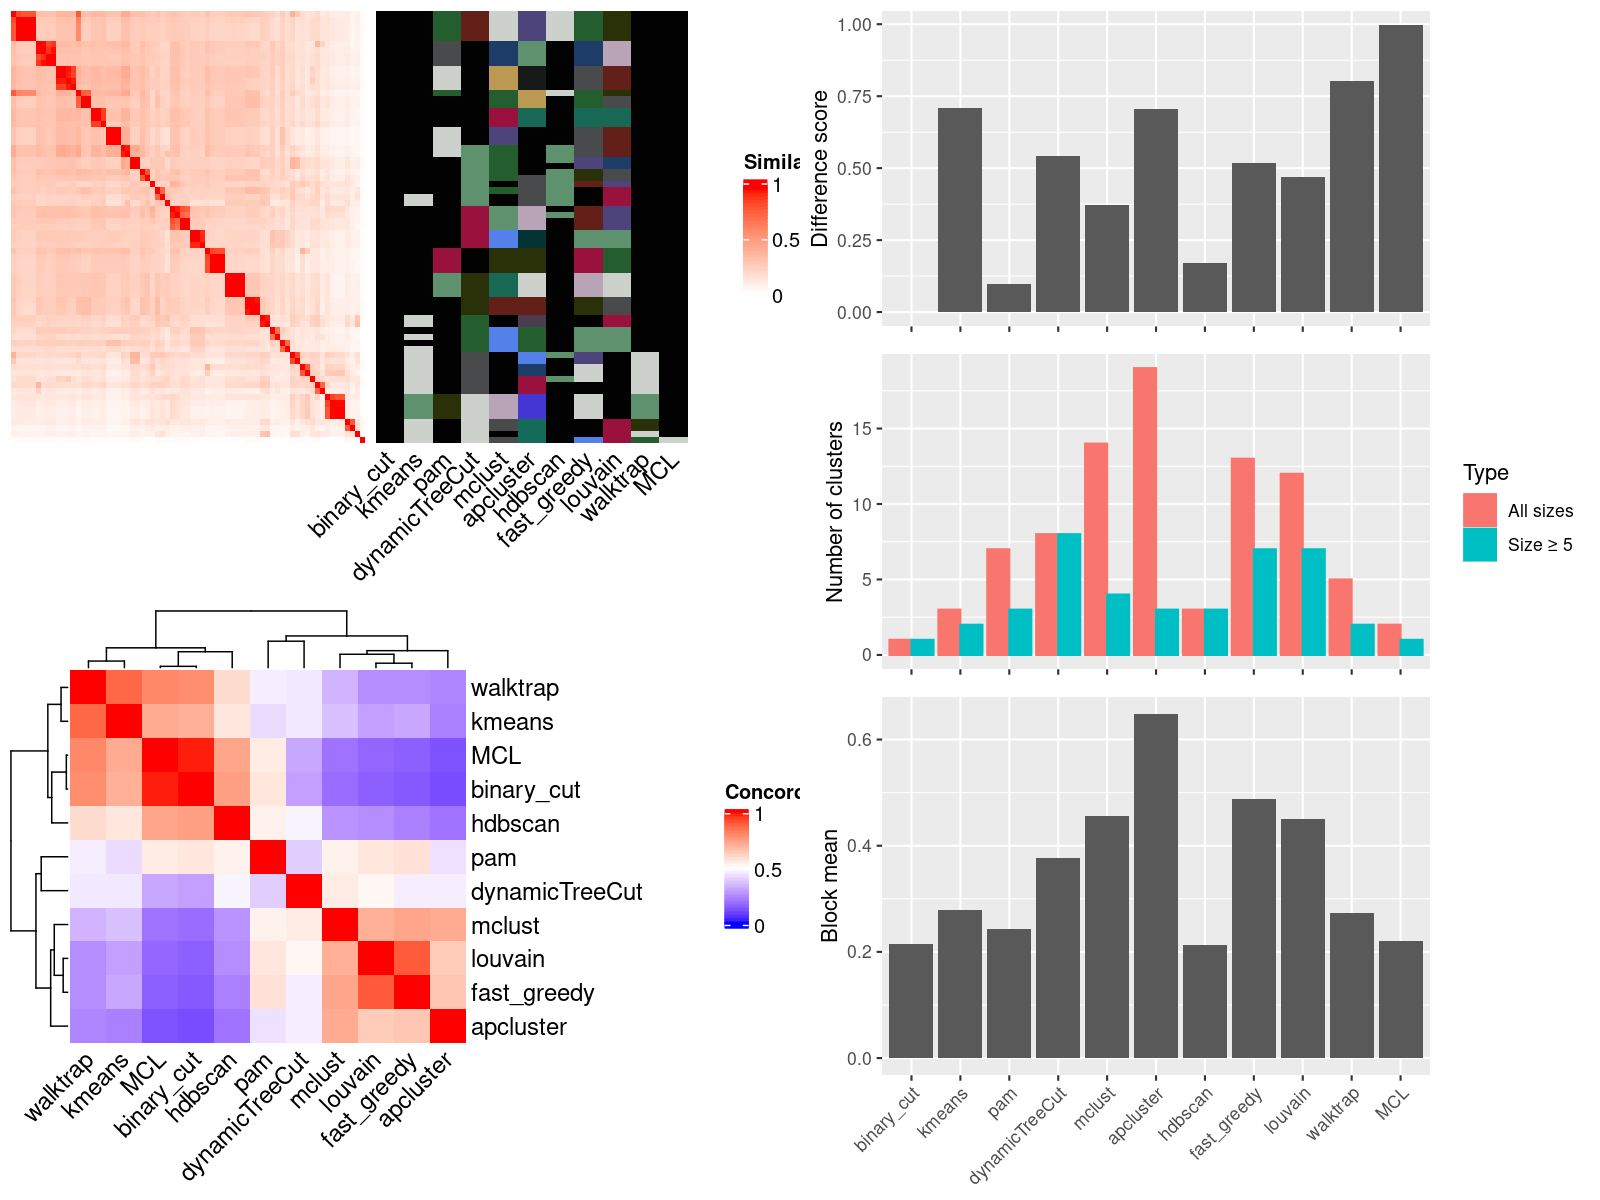 Simila
1
0.5
0
binary_cut
kmeans
pam
dynamicTreeCut
mclust
apcluster
hdbscan
fast_greedy
louvain
walktrap
MCL
walktrap
kmeans
MCL
binary_cut
hdbscan
pam
dynamicTreeCut
mclust
louvain
fast_greedy
apcluster
walktrap
kmeans
MCL
binary_cut
hdbscan
pam
dynamicTreeCut
mclust
louvain
fast_greedy
apcluster
Concord
1
0.5
0
Difference score
1.00
0.75
0.50
0.25
0.00
Number of clusters
15
10
5
0
Type
All sizes
Size ≥ 5
Block mean
0.6
0.4
0.2
0.0
binary_cut
kmeans
pam
dynamicTreeCut
mclust
apcluster
hdbscan
fast_greedy
louvain
walktrap
MCL